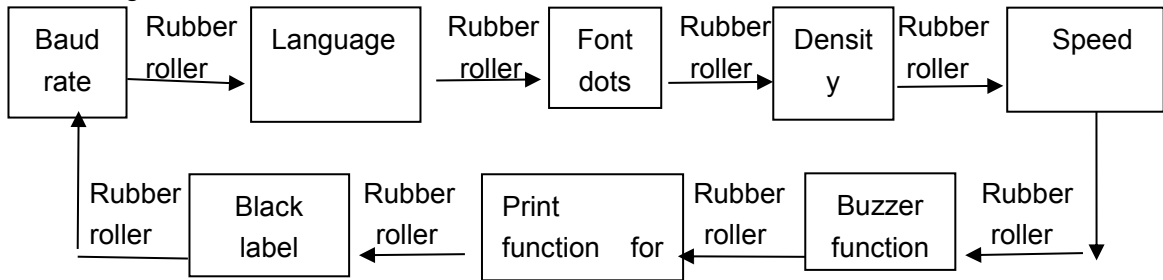 Baud
rate
Rubber
roller
Language
Rubber
roller
Font
dots
Rubber
roller
Densit
y
Rubber
roller
Speed
Rubber
roller
Buzzer
function
Rubber
roller
Print
function for
Rubber
roller
Black
label
Rubber
roller